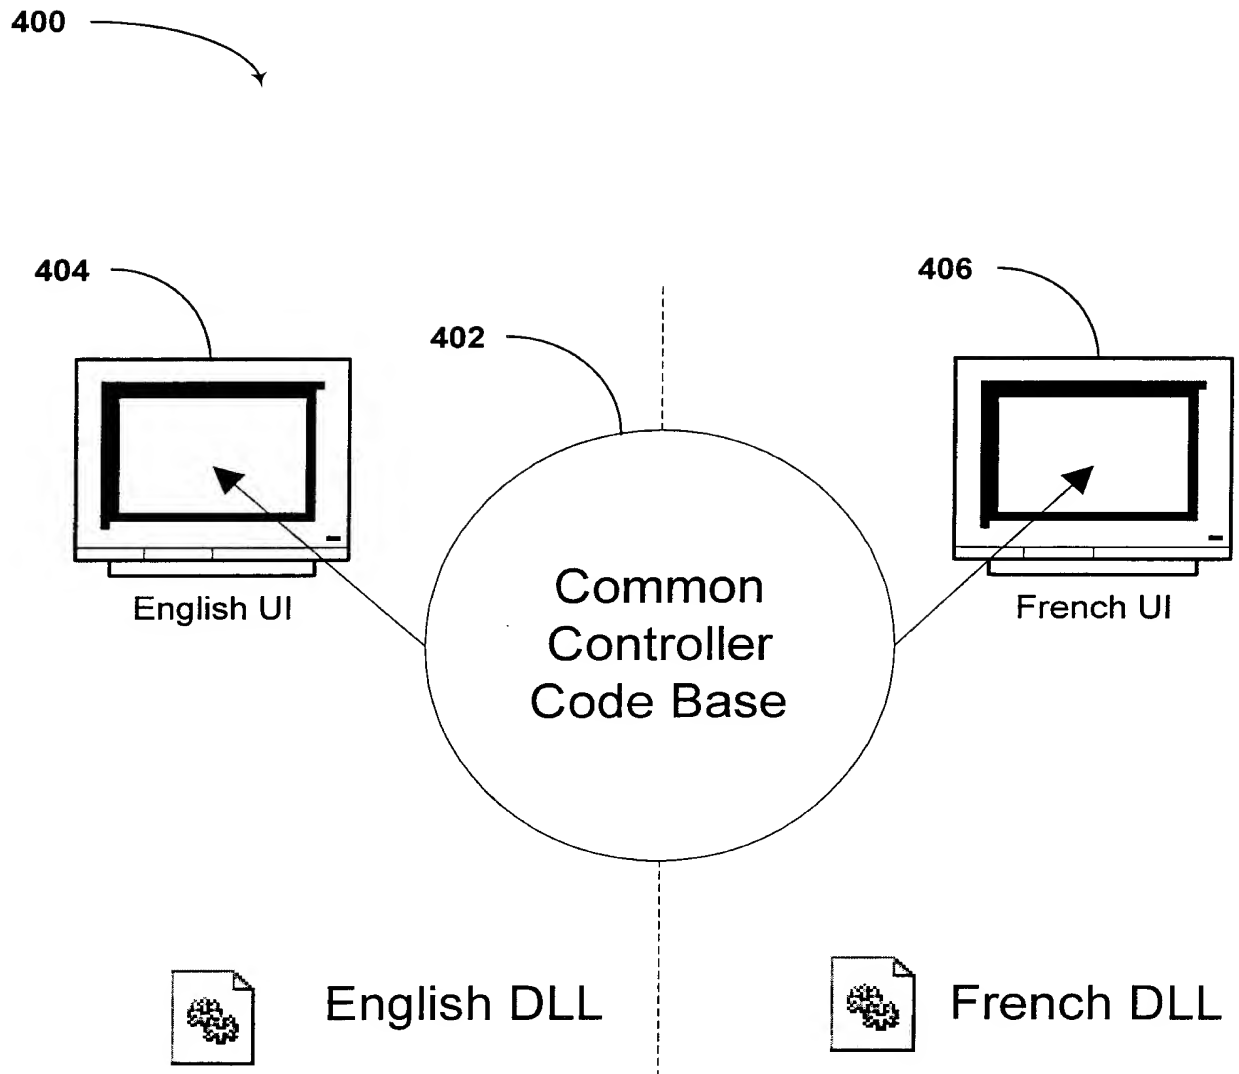 400
404
406
402
English UI
French UI
Common
Controller
Code Base
English DLL
French DLL